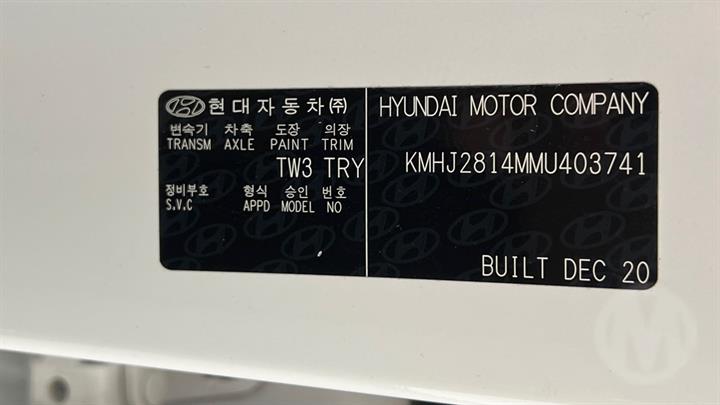 현대자동차(주)
변속기 차축 도장 의장
TRANSM AXLE PAINT TRIM
TW3 TRY
정비부호 형식 승인 번호
S.V.C APPD MODEL NO
HYUNDAI MOTOR COMPANY
KMHJ2814MMU403741
BUILT DEC 20
M